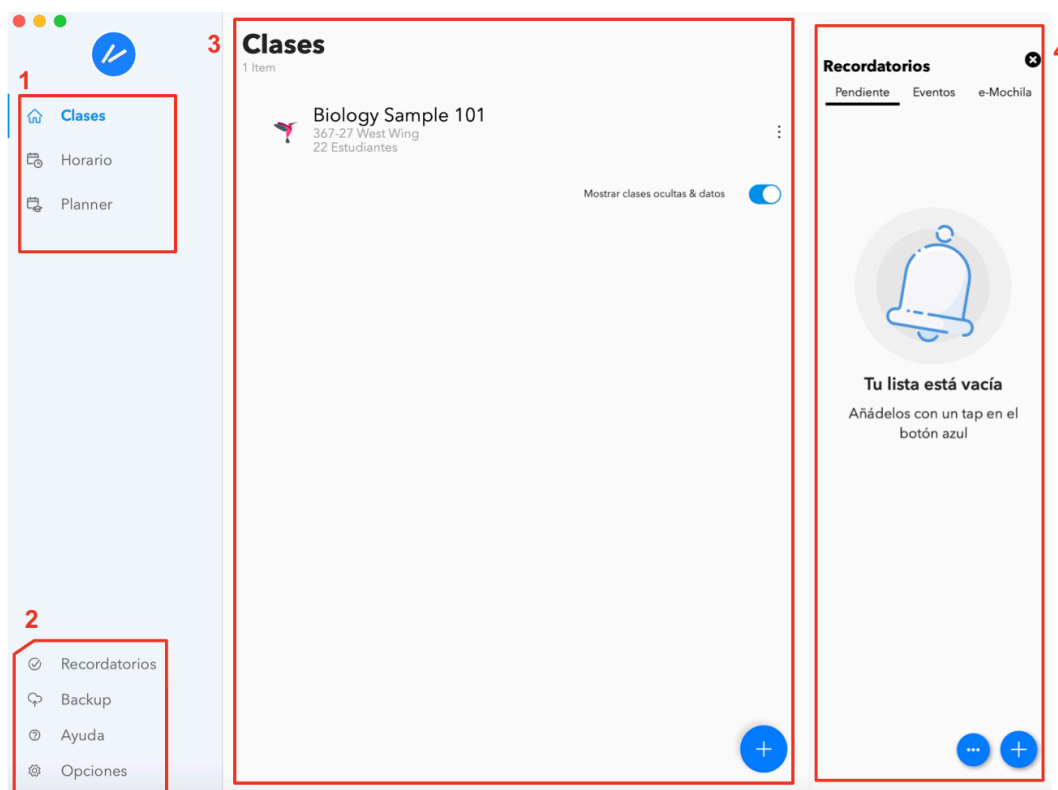 1
Clases
Horario
Planner
2
Recordatorios
Backup
Ayuda
Opciones
3
Clases
1 Item
Biology Sample 101
367-27 West Wing
22 Estudiantes
Mostrar clases ocultas & datos
4
Recordatorios
Pendiente Eventos e-Mochila
Tu lista está vacía
Añádelos con un tap en el
botón azul